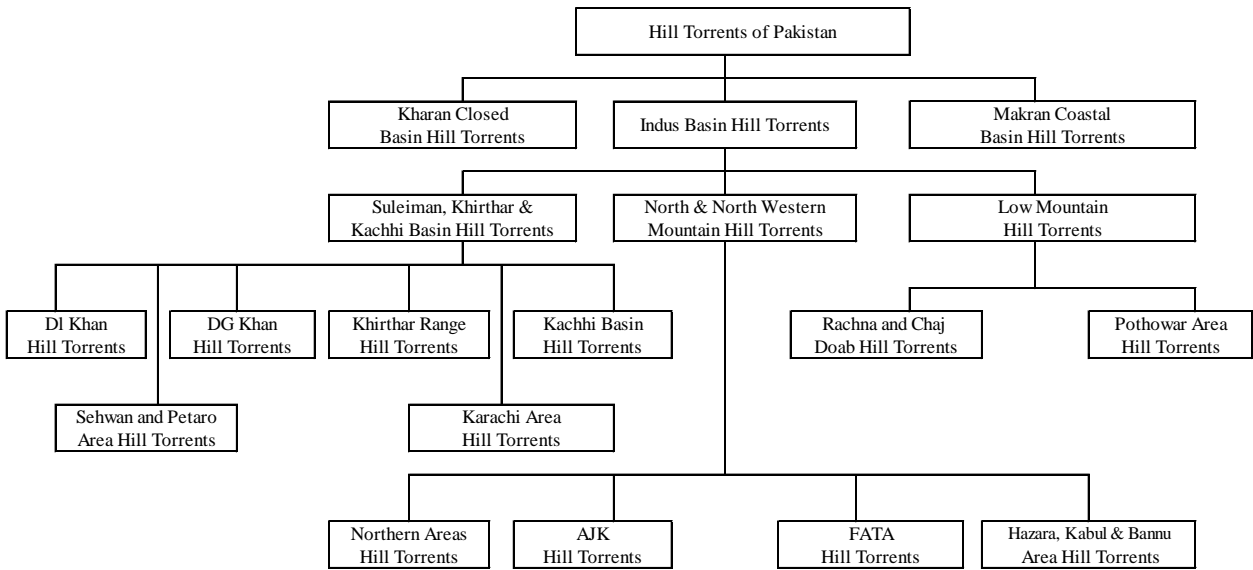 Hill Torrents of Pakistan
Kharan Closed
Basin Hill Torrents
Indus Basin Hill Torrents
Makran Coastal
Basin Hill Torrents
Suleiman, Khirthar &
Kachhi Basin Hill Torrents
North & North Western
Mountain Hill Torrents
Low Mountain
Hill Torrents
Dl Khan
Hill Torrents
DG Khan
Hill Torrents
Khirthar Range
Hill Torrents
Kachhi Basin
Hill Torrents
Rachna and Chaj
Doab Hill Torrents
Pothowar Area
Hill Torrents
Sehwan and Petaro
Area Hill Torrents
Karachi Area
Hill Torrents
Northern Areas
Hill Torrents
AJK
Hill Torrents
FATA
Hill Torrents
Hazara, Kabul & Bannu
Area Hill Torrents